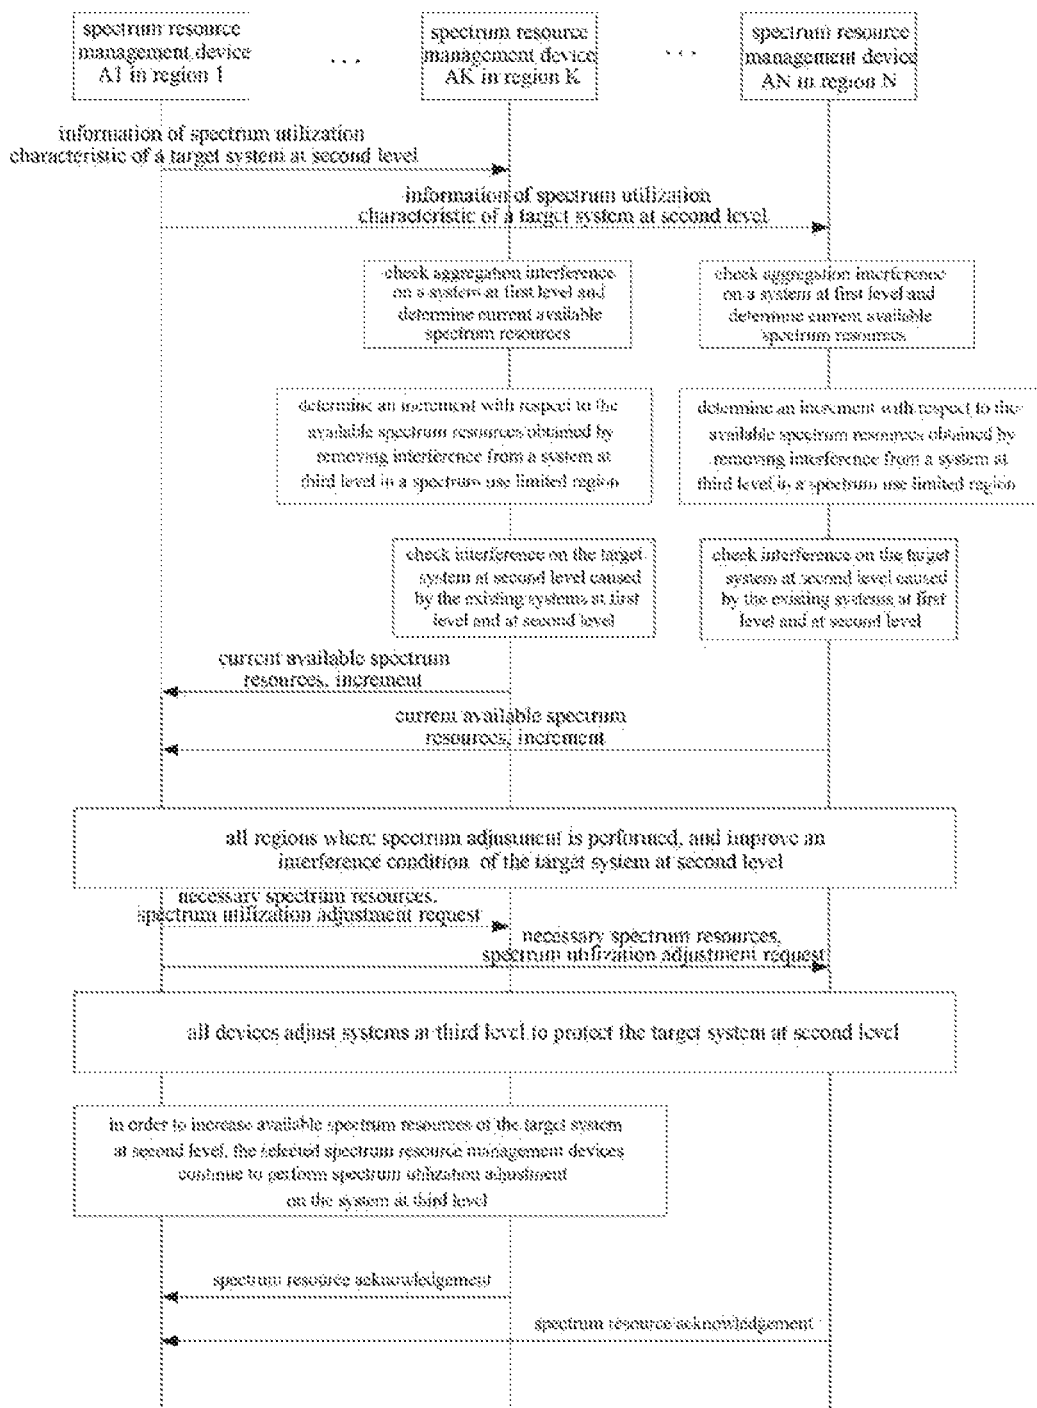 spectrum resource
management device
A1 in region 1
. . .
spectrum resource
management device
AK in region K
. . .
spectrum resource
management device
AN in region N
information of spectrum utilization
characteristic of a target system at second level
information of spectrum utilization
characteristic of a target system at second level
check aggregation interference
on a system at first level and
determine current available
spectrum resources
check aggregation interference
on a system at first level and
determine current available
spectrum resources
determine an increment with respect to the
available spectrum resources obtained by
removing interference from a system at
third level in a spectrum use limited region
determine an increment with respect to the
available spectrum resources obtained by
removing interference from a system at
third level in a spectrum use limited region
check interference on the target
system at second level caused
by the existing systems at first
level and at second level
check interference on the target
system at second level caused
by the existing systems at first
level and at second level
current available spectrum
resources, increment
current available spectrum
resources, increment
all regions where spectrum adjustment is performed, and improve an
interference condition of the target system at second level
necessary spectrum resources,
spectrum utilization adjustment request
necessary spectrum resources,
spectrum utilization adjustment request
all devices adjust systems at third level to protect the target system at second level
in order to increase available spectrum resources of the target system
at second level, the selected spectrum resource management devices
continue to perform spectrum utilization adjustment
on the system at third level
spectrum resource acknowledgement
spectrum resource acknowledgement